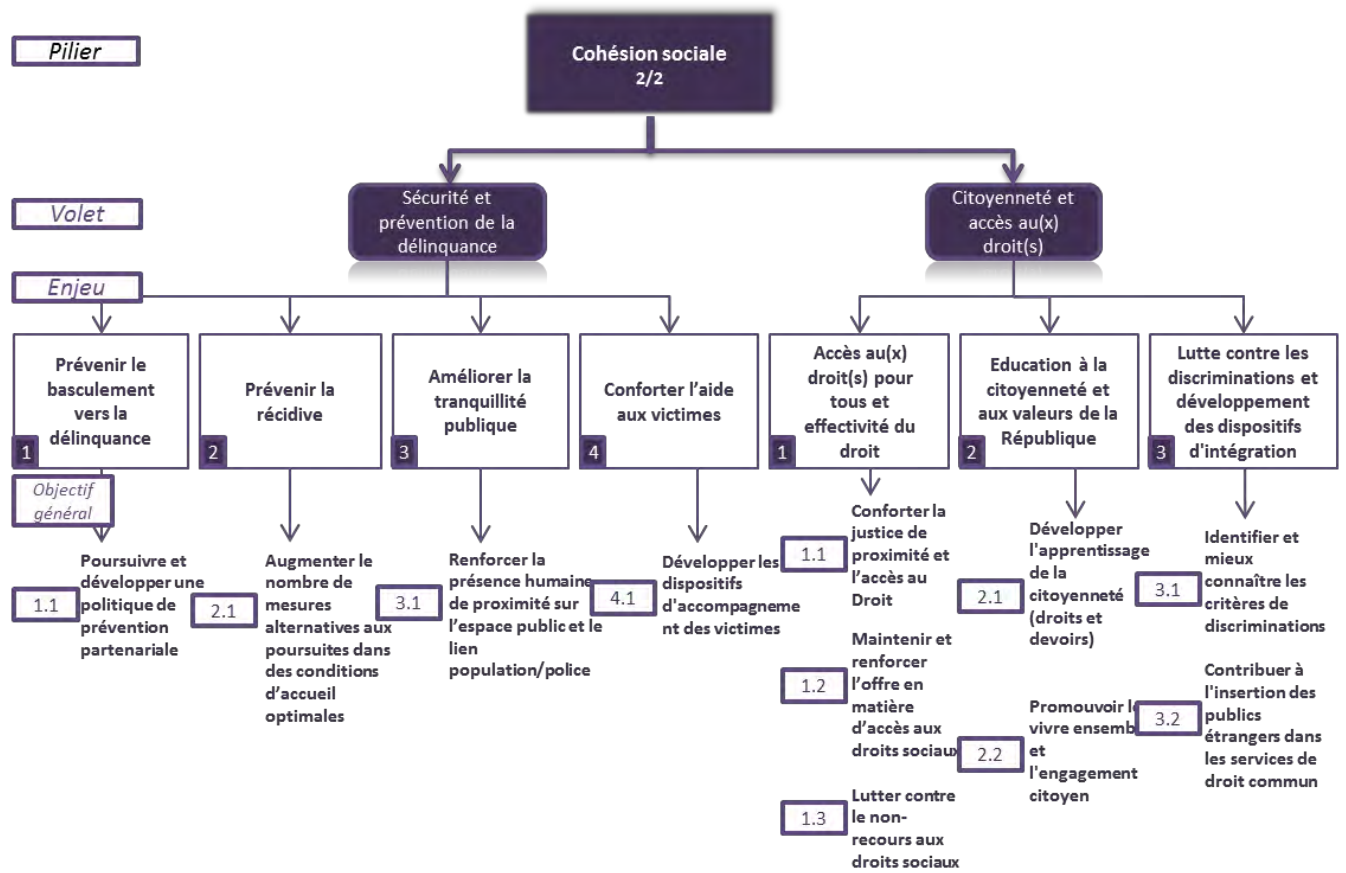 Pilier
Cohésion sociale
2/2
Volet
Sécurité et
prévention de la
délinquance
Citoyenneté et
accès au(x)
droit(s)
Enjeu
Prévenir le
basculement
vers la
délinquance
1
Prévenir la
récidive
2
Améliorer la
tranquillité
publique
3
Conforter l’aide
aux victimes
4
Accès au(x)
droit(s) pour
tous et
effectivité du
droit
1
Education à la
citoyenneté et
aux valeurs de la
République
2
Lutte contre les
discriminations et
développement
des dispositifs
d'intégration
3
Objectif
général
1.1
Poursuivre et
développer une
politique de
prévention
partenariale
2.1
Augmenter le
nombre de
mesures
alternatives aux
poursuites dans
des conditions
d’accueil
optimales
3.1
Renforcer la
présence humaine
de proximité sur
l’espace public et le
lien
population/police
4.1
Développer les
dispositifs
d'accompagneme
nt des victimes
1.1
Conforter la
justice de
proximité et
l’accès au
Droit
1.2
Maintenir et
renforcer
l’offre en
matière
d’accès aux
droits sociaux
1.3
Lutter contre
le non-
recours aux
droits sociaux
2.1
Développer
l'apprentissage
de la
citoyenneté
(droits et
devoirs)
2.2
Promouvoir le
vivre ensemb
et
l'engagement
citoyen
3.1
Identifier et
mieux
connaître les
critères de
discriminations
3.2
Contribuer à
l'insertion des
publics
étrangers dans
les services de
droit commun